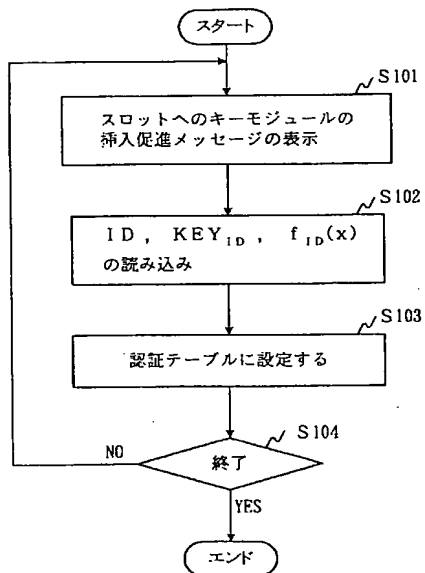 スタート
S101
スロットへのキーモジュールの
挿入促進メッセージの表示
S102
ID, KEY_ID, f_ID(x)
の読み込み
S103
認証テーブルに設定する
S104
NO
終了
YES
エンド